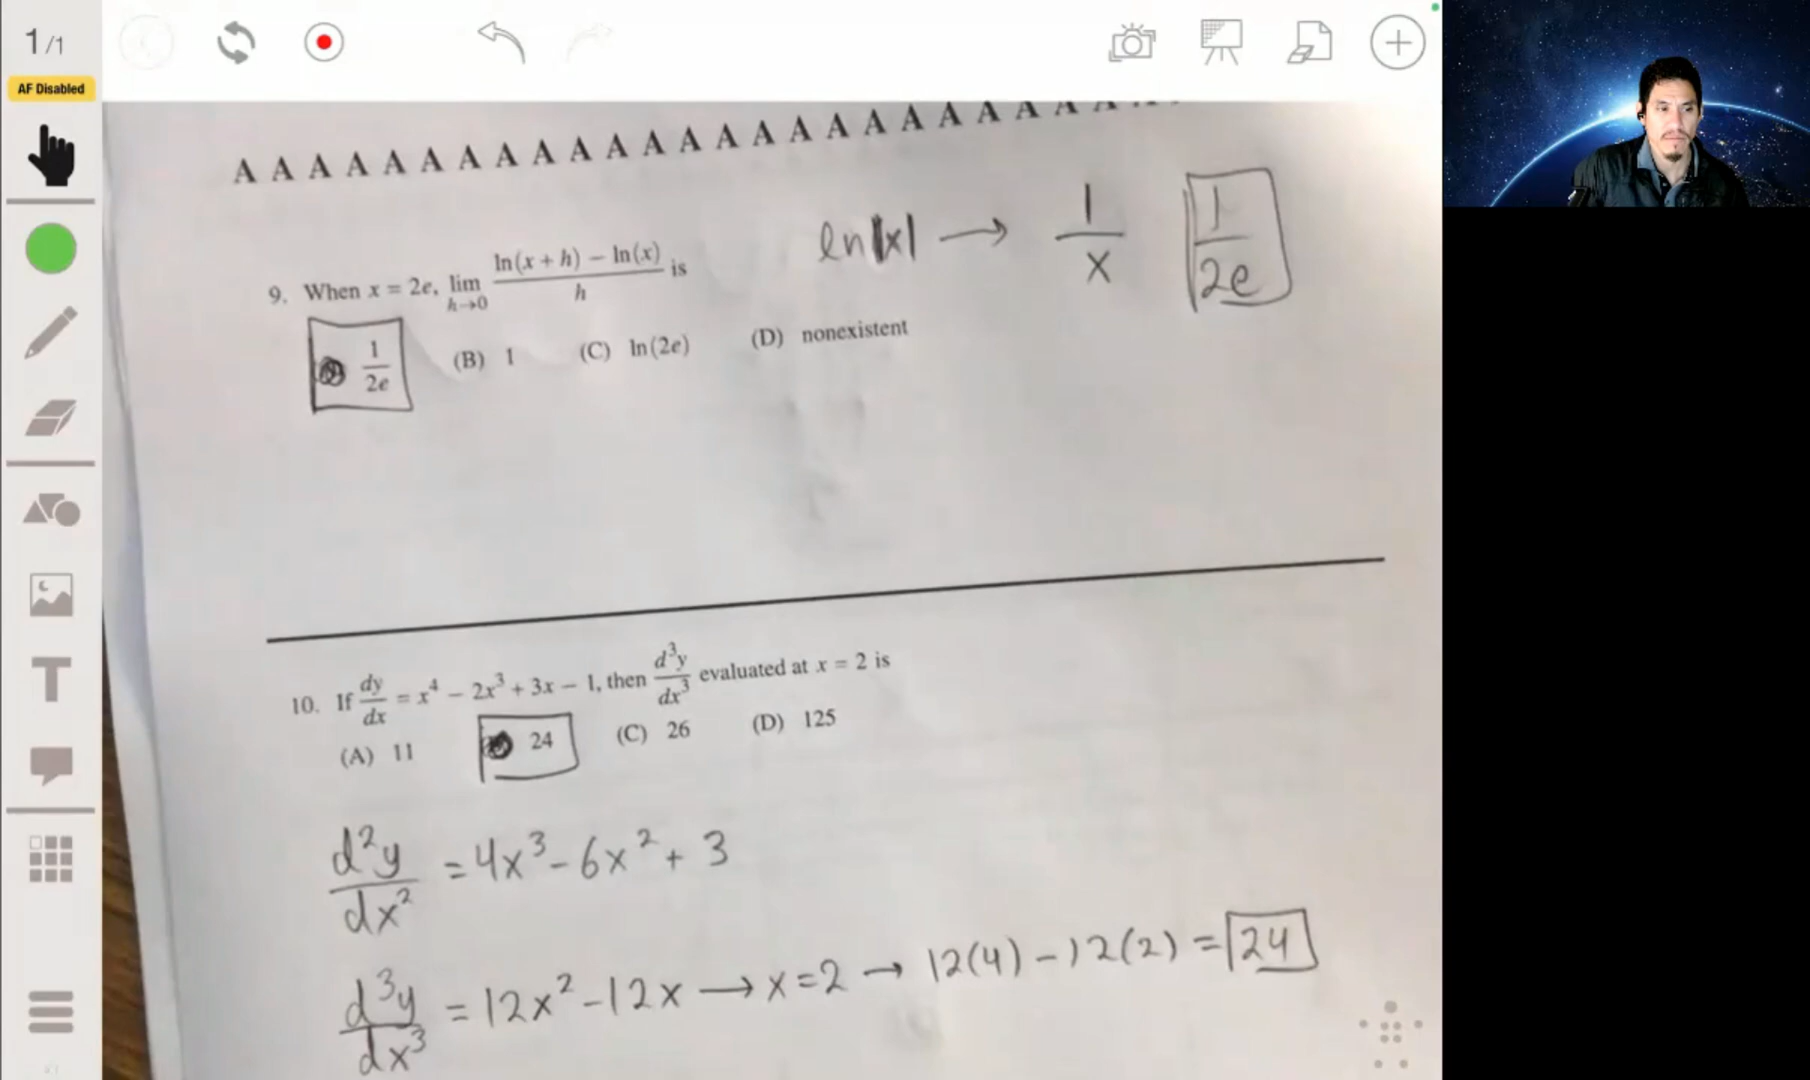 1/1
AF Disabled
A A A A A A A A A A A A A A A A A A A A A A A A
9. When x = 2e, lim h→0 (ln(x + h) − ln(x))/h is
ln|x| → 1/x 1/2e
1/2e (B) 1 (C) ln(2e) (D) nonexistent
10. If dy/dx = x⁴ − 2x³ + 3x − 1, then d³y/dx³ evaluated at x = 2 is
(A) 11 24 (C) 26 (D) 125
d²y/dx² = 4x³ - 6x² + 3
d³y/dx³ = 12x² - 12x → x = 2 → 12(4) - 12(2) = 24
T